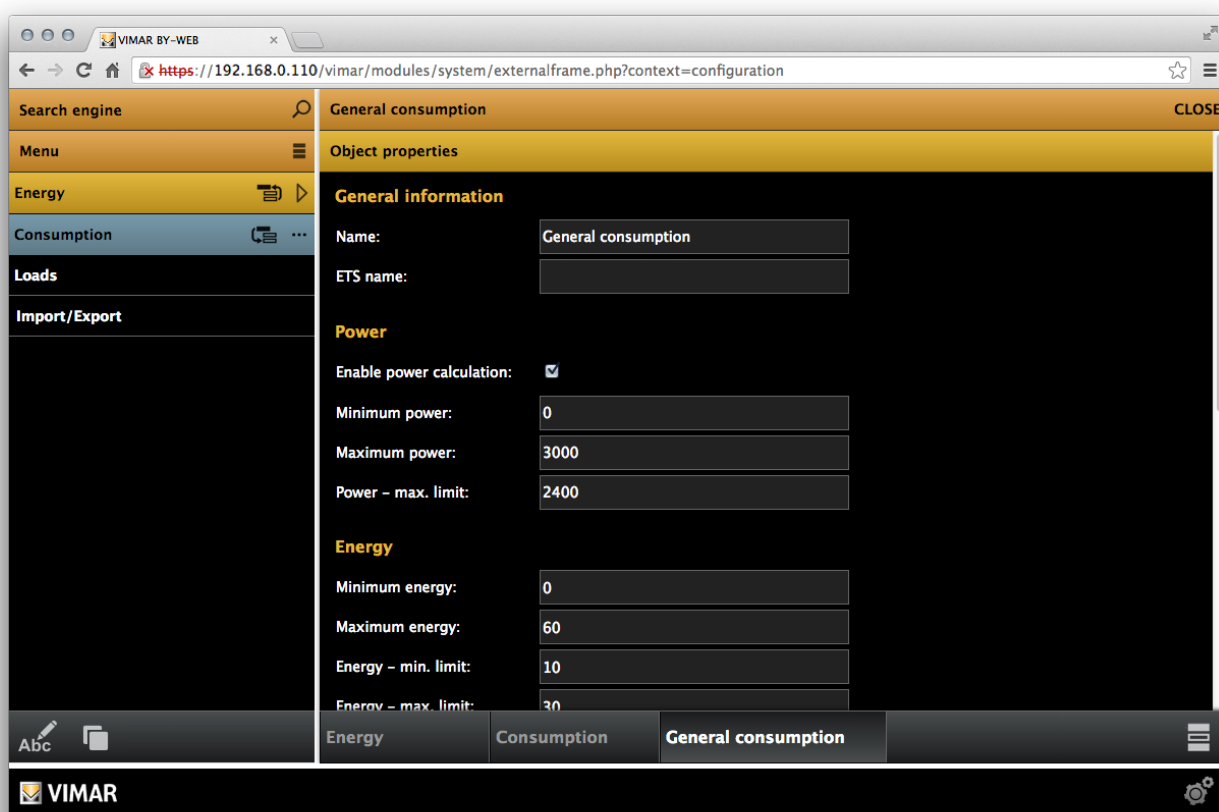 VIMAR BY-WEB
https://192.168.0.110/vimar/modules/system/externalframe.php?context=configuration
Search engine
General consumption
CLOSE
Menu
Object properties
Energy
General information
Consumption
Name:
General consumption
Loads
ETS name:
Import/Export
Power
Enable power calculation:
Minimum power:
0
Maximum power:
3000
Power – max. limit:
2400
Energy
Minimum energy:
0
Maximum energy:
60
Energy – min. limit:
10
Energy – max. limit:
30
Abc
Energy
Consumption
General consumption
VIMAR